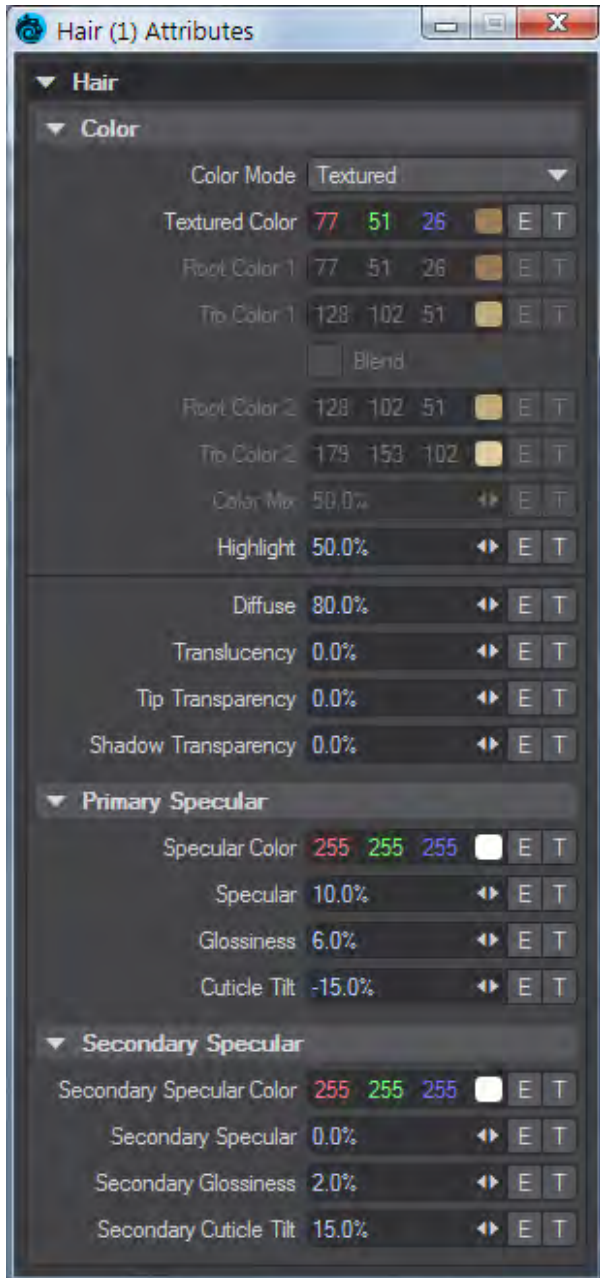 Hair (1) Attributes
Hair
Color
Color Mode Textured
Textured Color 77 51 26 E T
Root Color 1 77 51 26 E T
Tip Color 1 128 102 51 E T
Blend
Root Color 2 128 102 51 E T
Tip Color 2 179 153 102 E T
Color Mix 50.0% E T
Highlight 50.0% E T
Diffuse 80.0% E T
Translucency 0.0% E T
Tip Transparency 0.0% E T
Shadow Transparency 0.0% E T
Primary Specular
Specular Color 255 255 255 E T
Specular 10.0% E T
Glossiness 6.0% E T
Cuticle Tilt -15.0% E T
Secondary Specular
Secondary Specular Color 255 255 255 E T
Secondary Specular 0.0% E T
Secondary Glossiness 2.0% E T
Secondary Cuticle Tilt 15.0% E T